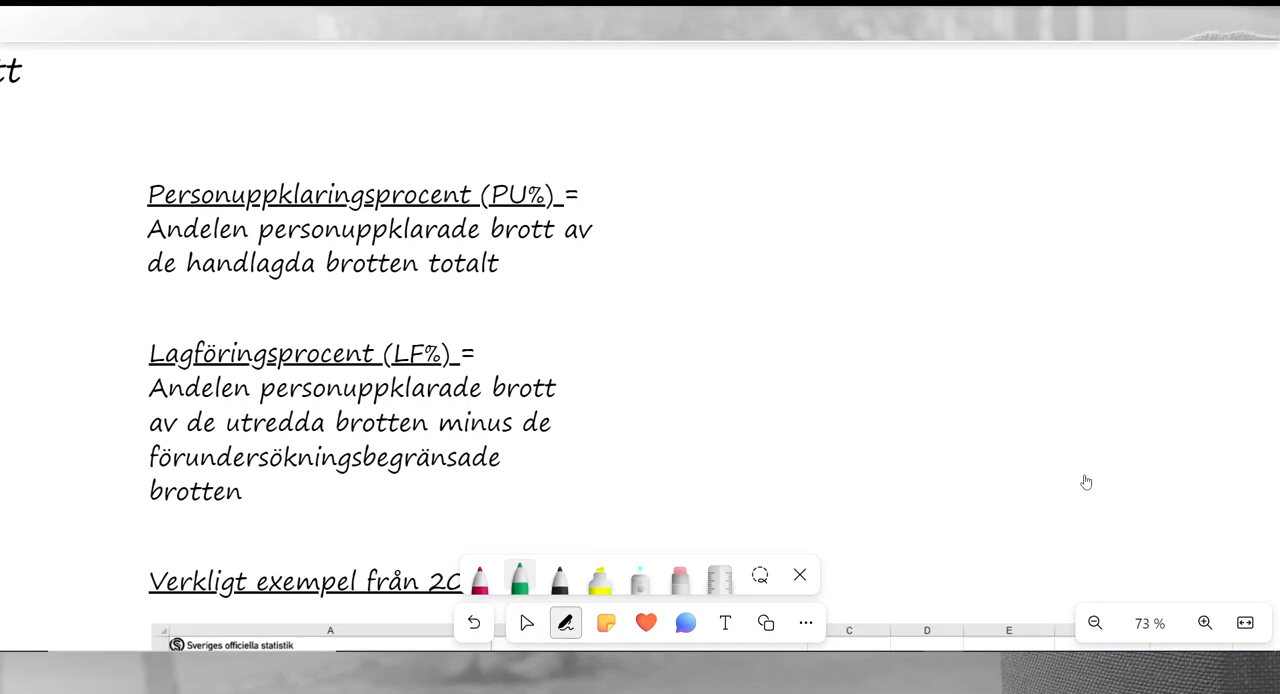 tt
Personuppklaringsprocent (PU%) =
Andelen personuppklarade brott av
de handlagda brotten totalt
Lagföringsprocent (LF%) =
Andelen personuppklarade brott
av de utredda brotten minus de
förundersökningsbegränsade
brotten
Verkligt exempel från 20
T
73 %
A C D E
Sveriges officiella statistik